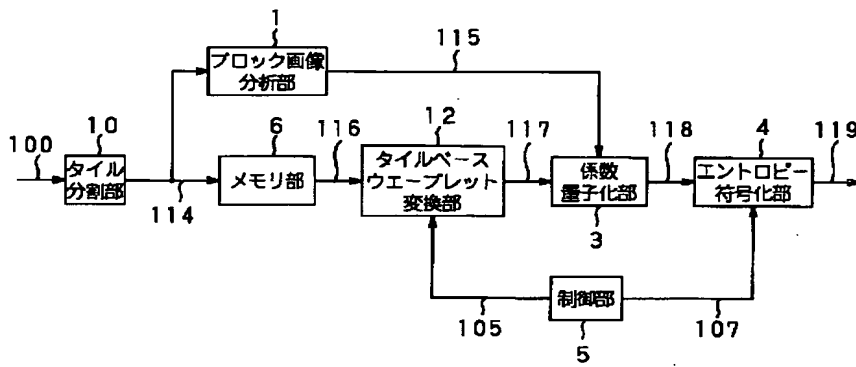 1
ブロック画像
分析部
115
100
10
タイル
分割部
114
6
メモリ部
116
12
タイルベース
ウエーブレット
変換部
117
係数
量子化部
3
118
4
エントロピー
符号化部
119
105
制御部
5
107